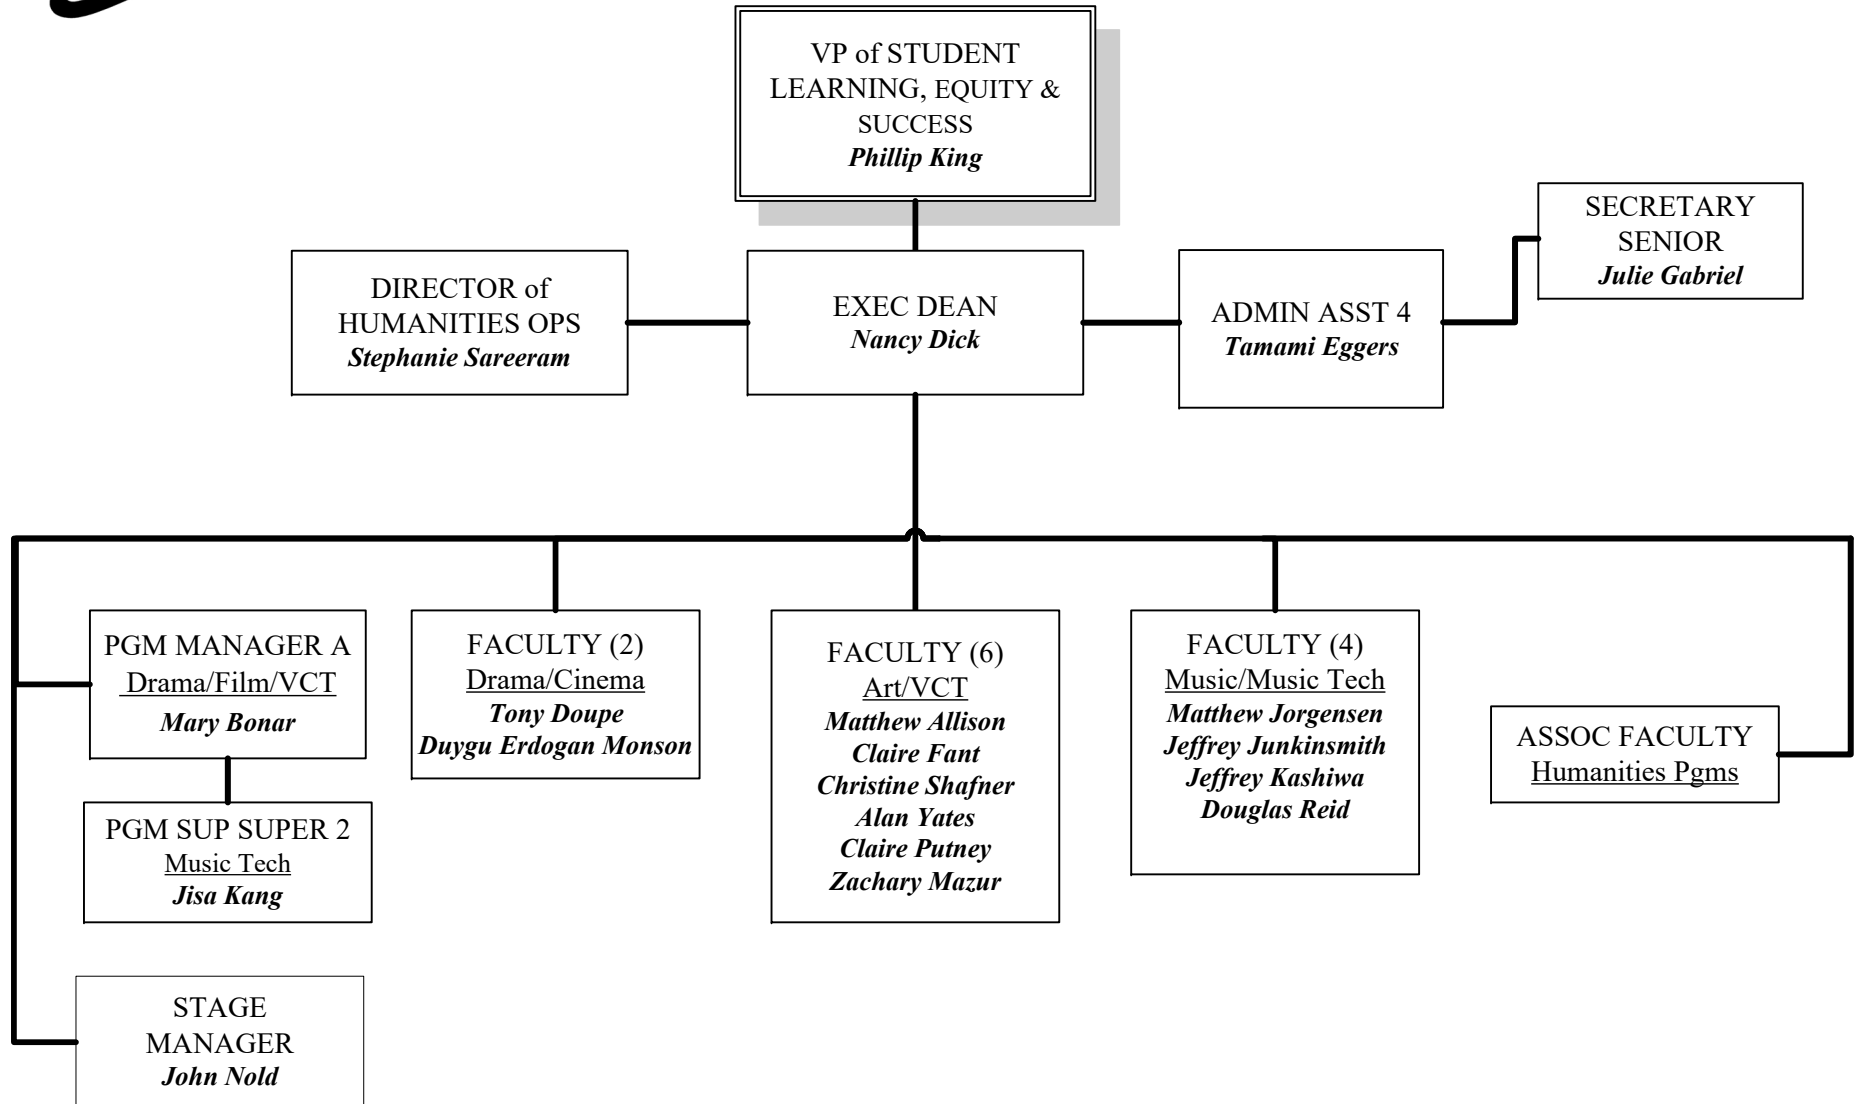 VP of STUDENT
LEARNING, EQUITY &
SUCCESS
Phillip King
SECRETARY
SENIOR
Julie Gabriel
DIRECTOR of
HUMANITIES OPS
Stephanie Sareeram
EXEC DEAN
Nancy Dick
ADMIN ASST 4
Tamami Eggers
PGM MANAGER A
Drama/Film/VCT
Mary Bonar
PGM SUP SUPER 2
Music Tech
Jisa Kang
STAGE
MANAGER
John Nold
FACULTY (2)
Drama/Cinema
Tony Doupe
Duygu Erdogan Monson
FACULTY (6)
Art/VCT
Matthew Allison
Claire Fant
Christine Shafner
Alan Yates
Claire Putney
Zachary Mazur
FACULTY (4)
Music/Music Tech
Matthew Jorgensen
Jeffrey Junkinsmith
Jeffrey Kashiwa
Douglas Reid
ASSOC FACULTY
Humanities Pgms